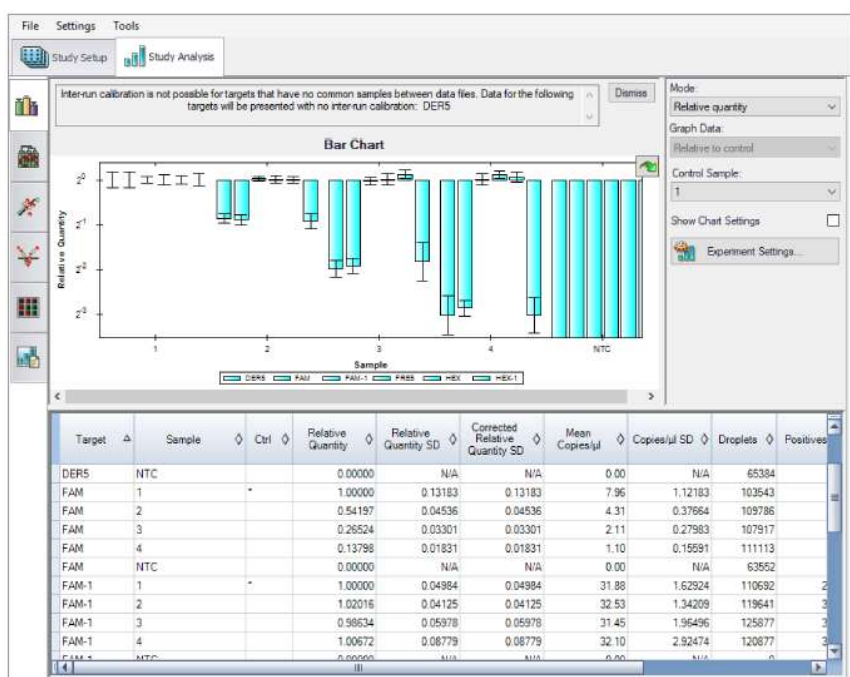 File Settings Tools
Study Setup Study Analysis
Inter-run calibration is not possible for targets that have no common samples between data files. Data for the following
targets will be presented with no inter-run calibration: DER5
Dismiss
Mode:
Relative quantity
Graph Data:
Relative to control
Control Sample:
1
Show Chart Settings
Experiment Settings...
Bar Chart
Relative Quantity
2^0
2^-1
2^-2
2^-3
1 2 3 4 NTC
Sample
DER5 FAM FAM-1 FRE5 HEX HEX-1
Target Sample Ctrl Relative Quantity Relative Quantity SD Corrected Relative Quantity SD Mean Copies/µl Copies/µl SD Droplets Positives
DER5 NTC 0.00000 N/A N/A 0.00 N/A 65384
FAM 1 * 1.00000 0.13183 0.13183 7.96 1.12183 103543
FAM 2 0.54197 0.04536 0.04536 4.31 0.37664 109786
FAM 3 0.26524 0.03301 0.03301 2.11 0.27983 107917
FAM 4 0.13798 0.01831 0.01831 1.10 0.15591 111113
FAM NTC 0.00000 N/A N/A 0.00 N/A 63552
FAM-1 1 * 1.00000 0.04984 0.04984 31.88 1.62924 110692 2
FAM-1 2 1.02016 0.04125 0.04125 32.53 1.34209 119641 3
FAM-1 3 0.98634 0.05978 0.05978 31.45 1.96496 125877 3
FAM-1 4 1.00672 0.08779 0.08779 32.10 2.92474 120877 3